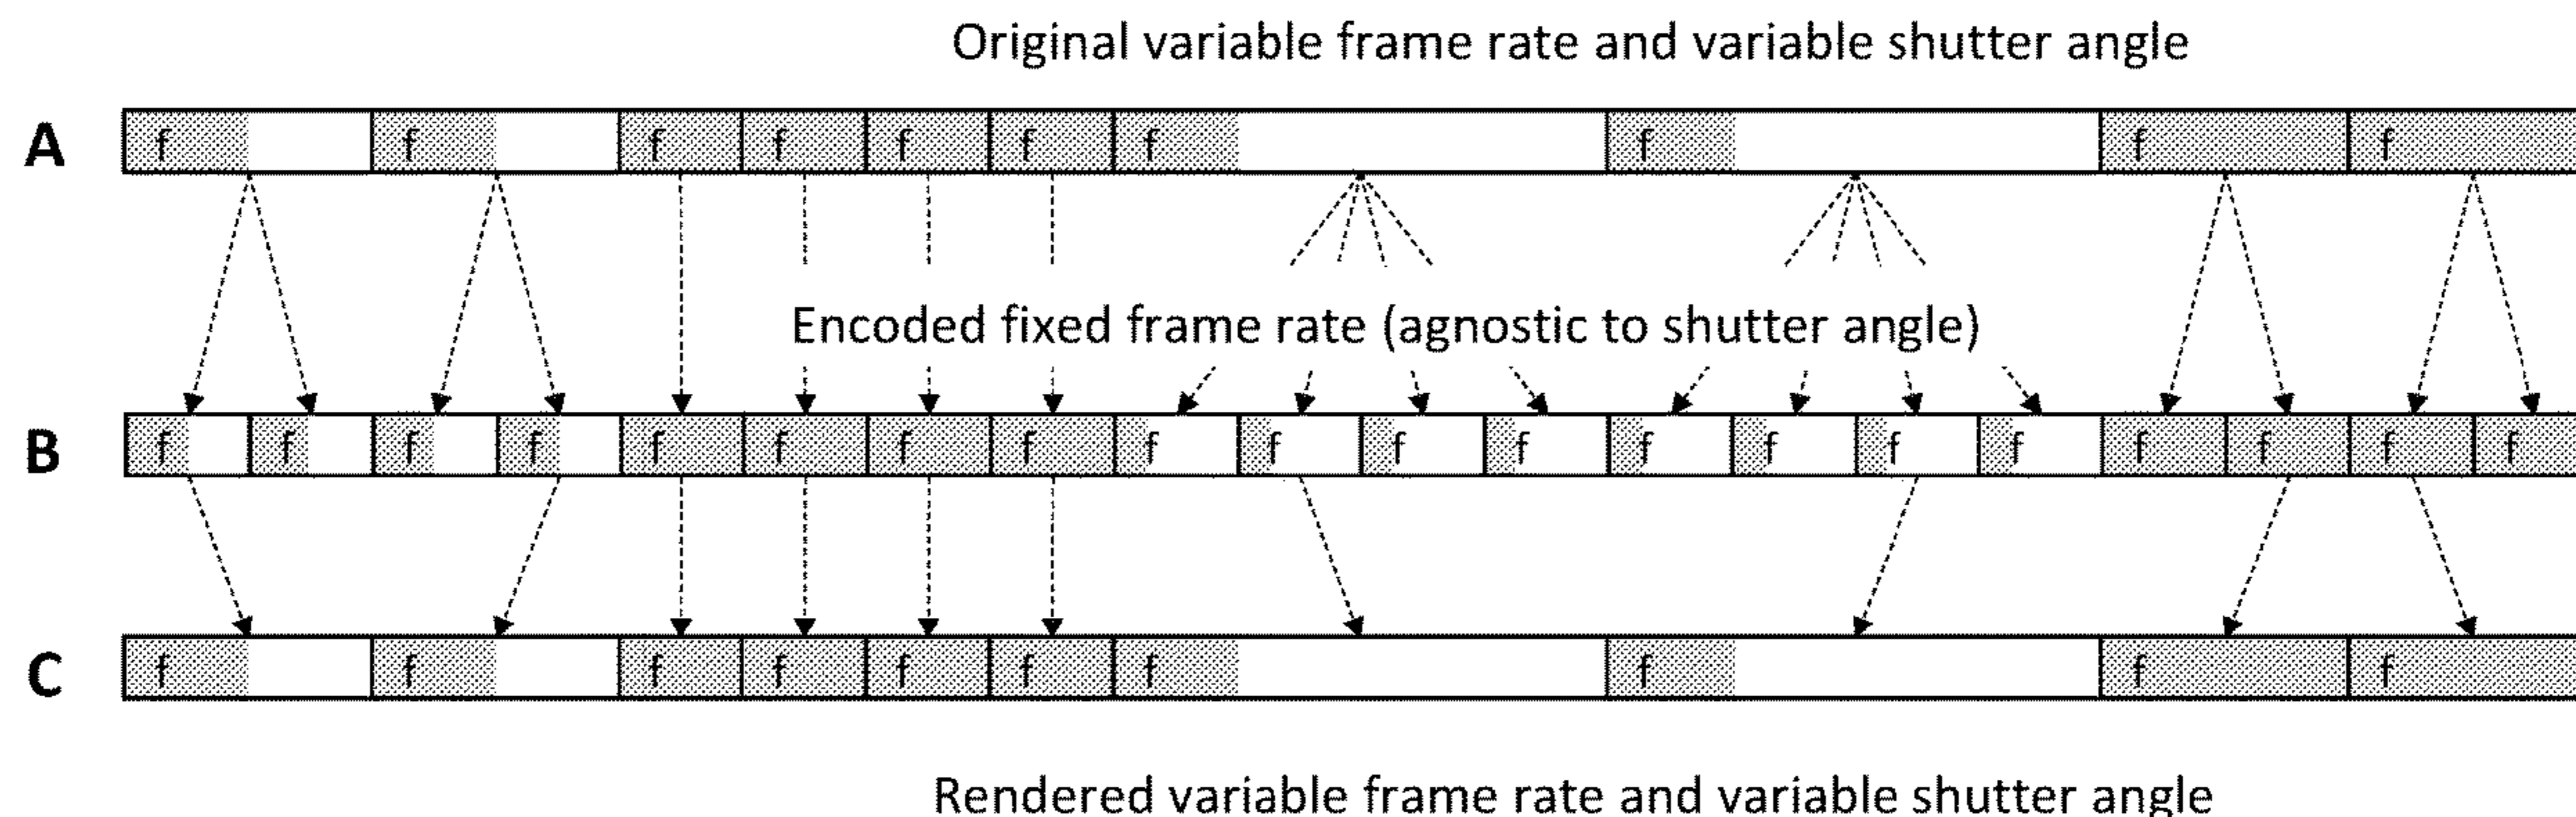 Original variable frame rate and variable shutter angle
A f f f f f f f f f f
Encoded fixed frame rate (agnostic to shutter angle)
B f f f f f f f f f f f f f f f f f f f f
C f f f f f f f f f f
Rendered variable frame rate and variable shutter angle